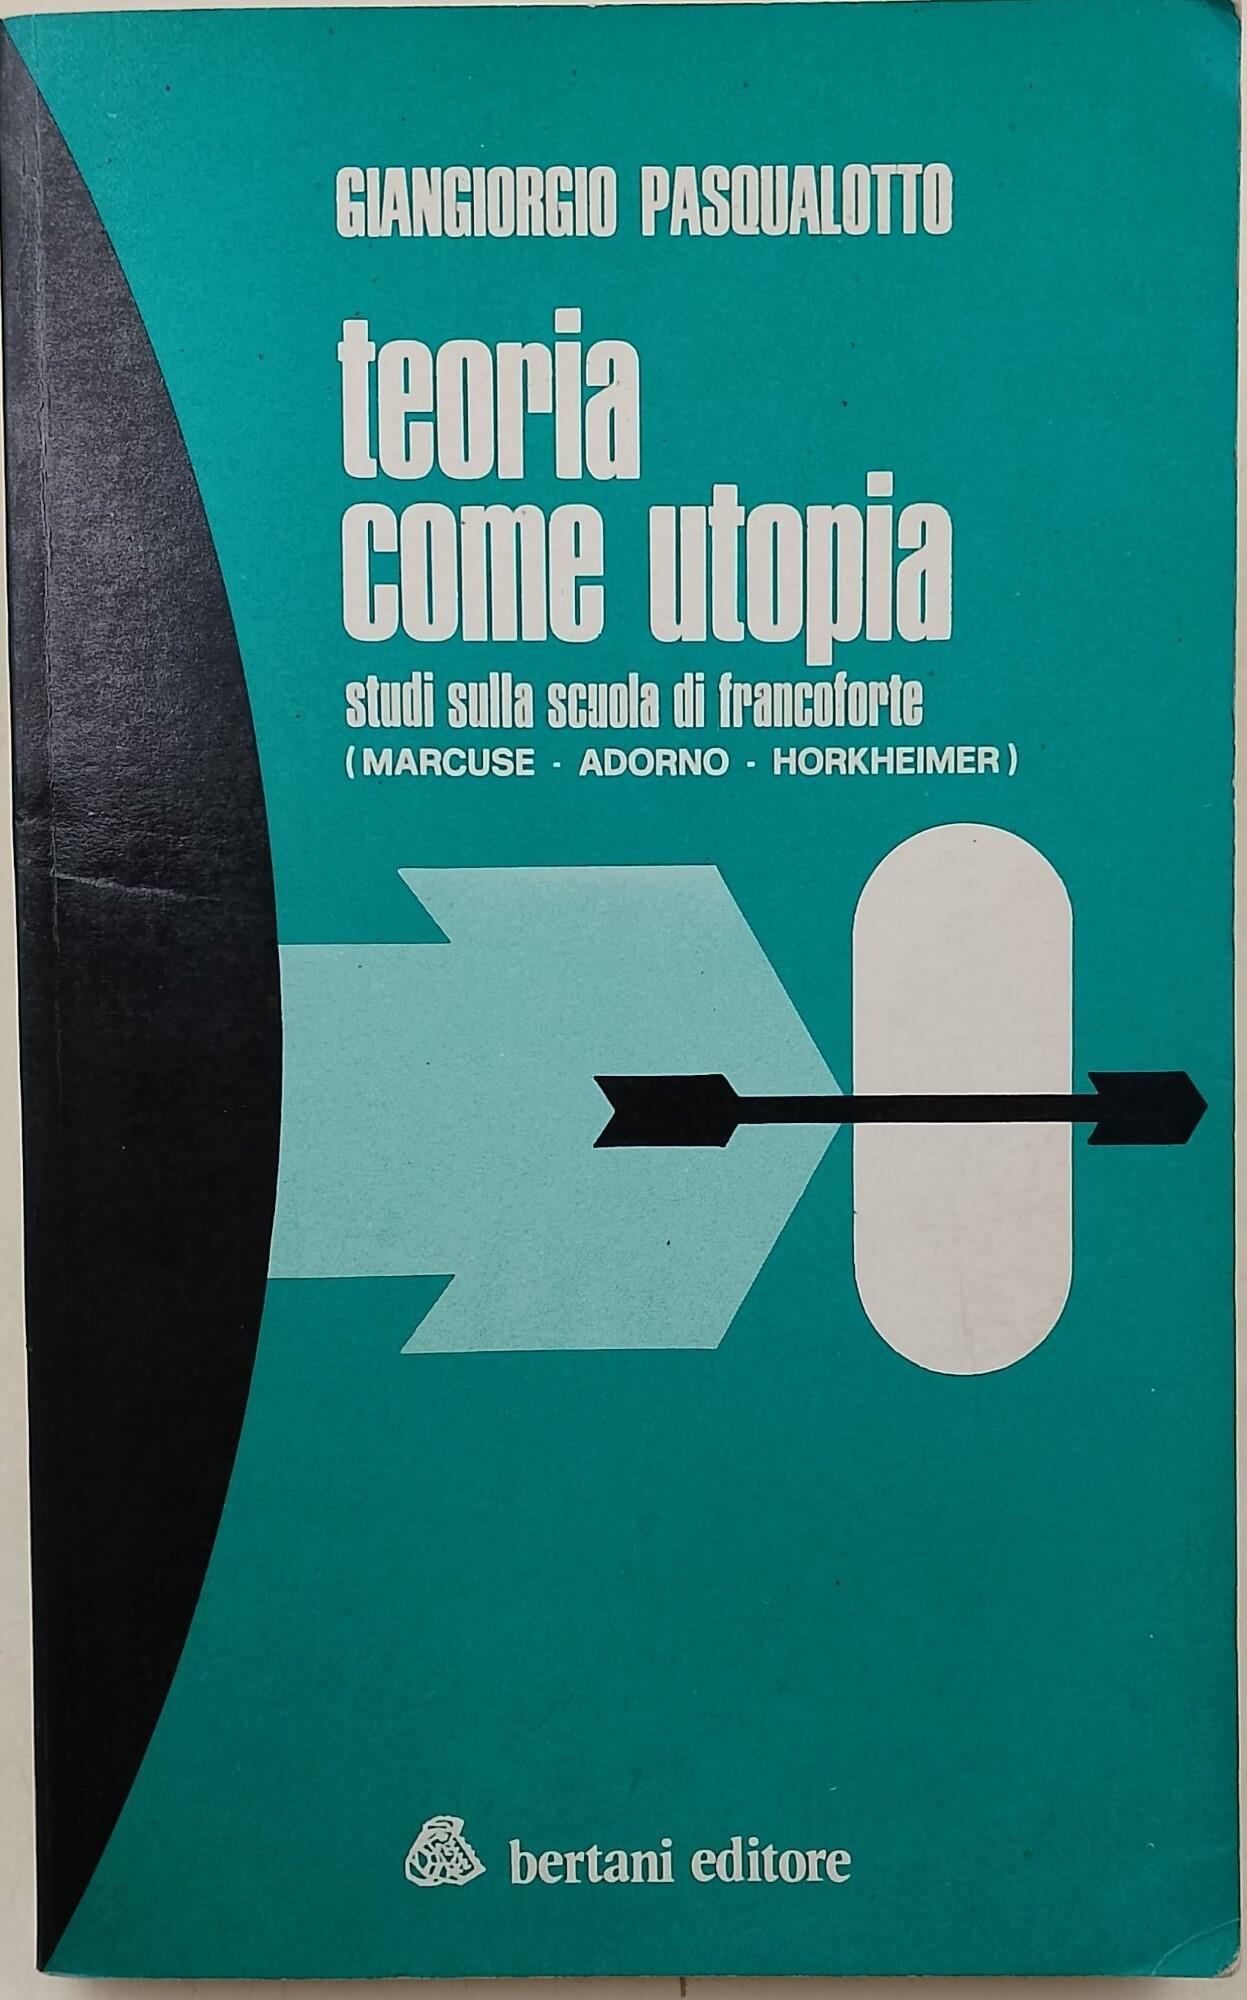 GIANGIORGIO PASQUALOTTO
teoria
come utopia
studi sulla scuola di francoforte
(MARCUSE - ADORNO - HORKHEIMER)
bertani editore